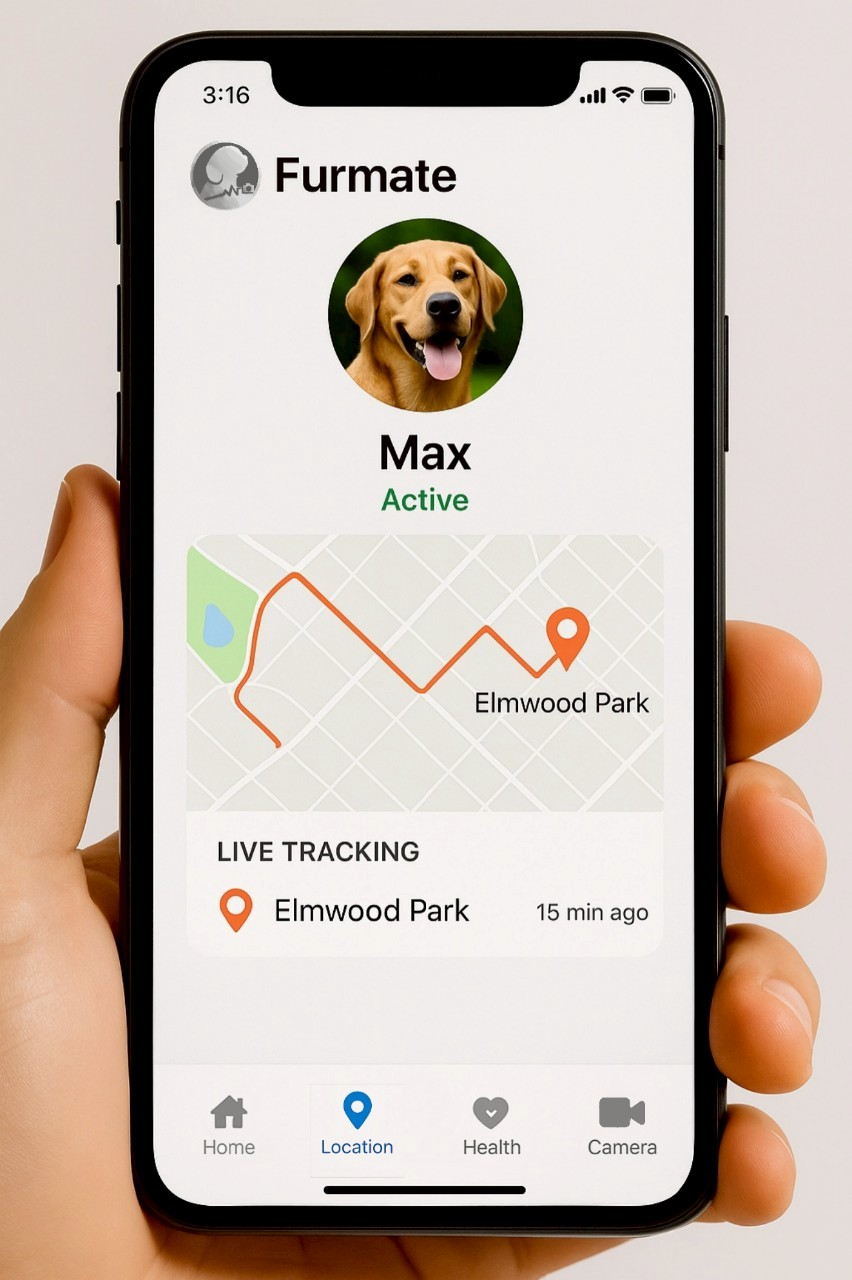 3:16
Furmate
Max
Active
Elmwood Park
LIVE TRACKING
Elmwood Park 15 min ago
Home Location Health Camera